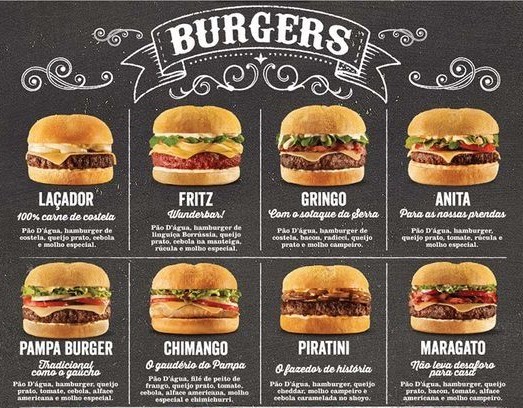 BURGERS
LAÇADOR
100% carne de costela
Pão D'água, hamburger de
costela, queijo prato, cebola
e molho especial.
FRITZ
Wunderbar!
Pão D'água, hamburger de
linguiça Borrússia, queijo
prato, cebola na manteiga,
rúcula e molho especial.
GRINGO
Com o sotaque da Serra
Pão D'água, hamburger de
costela, bacon, radicci, queijo
prato e molho campeiro.
ANITA
Para as nossas prendas
Pão D'água, hamburger,
queijo prato, tomate, rúcula e
molho especial.
PAMPA BURGER
Tradicional
como o gaúcho
Pão D'água, hamburger, queijo
prato, tomate, cebola, alface
americana e molho especial.
CHIMANGO
O gaudério do Pampa
Pão D'água, filé de peito de
frango, queijo prato, tomate,
cebola, alface americana, molho
especial e chimichurri.
PIRATINI
O fazedor de história
Pão D'água, hamburger, queijo
cheddar, molho campeiro e
cebola caramelada no shoyo.
MARAGATO
Não leva desaforo
para casa
Pão D'água, hamburger, queijo
prato, bacon, tomate, alface
americana e molho campeiro.